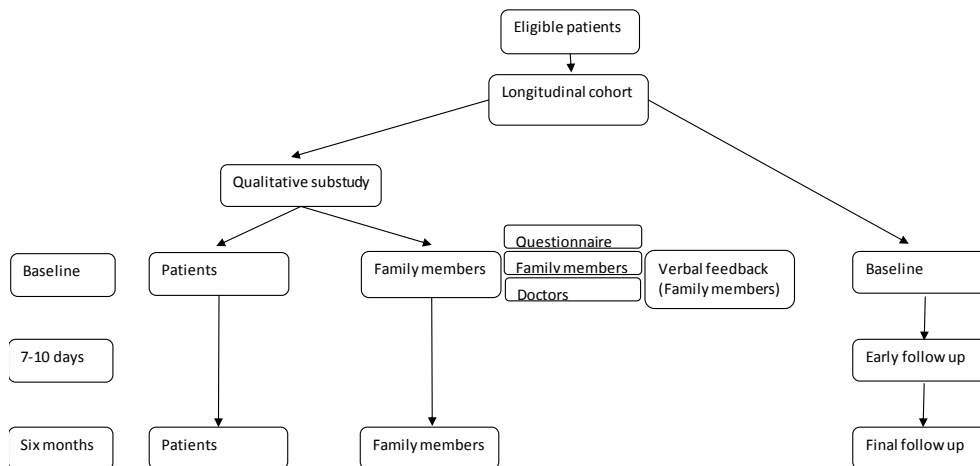 Eligible patients
Longitudinal cohort
Qualitative substudy
Questionnaire
Baseline
Patients
Family members
Family members
Doctors
Verbal feedback
(Family members)
Baseline
7-10 days
Early follow up
Six months
Patients
Family members
Final follow up